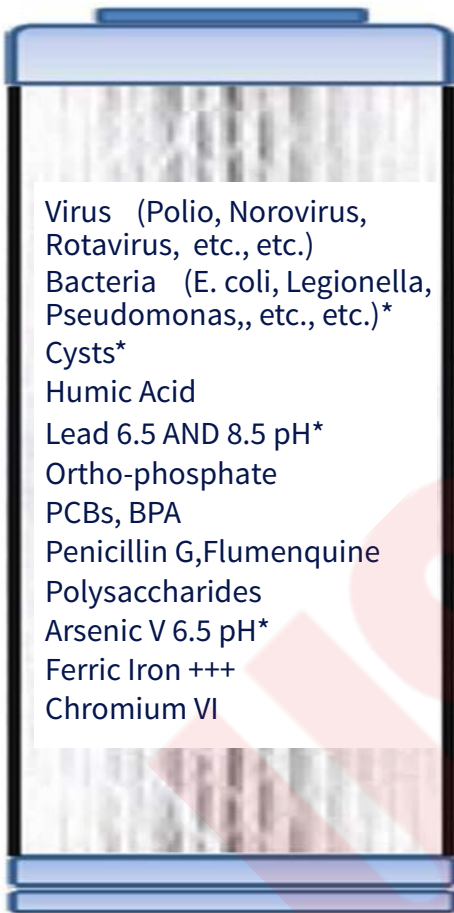 Virus (Polio, Norovirus,
Rotavirus, etc., etc.)
Bacteria (E. coli, Legionella,
Pseudomonas,, etc., etc.)*
Cysts*
Humic Acid
Lead 6.5 AND 8.5 pH*
Ortho-phosphate
PCBs, BPA
Penicillin G,Flumenquine
Polysaccharides
Arsenic V 6.5 pH*
Ferric Iron +++
Chromium VI